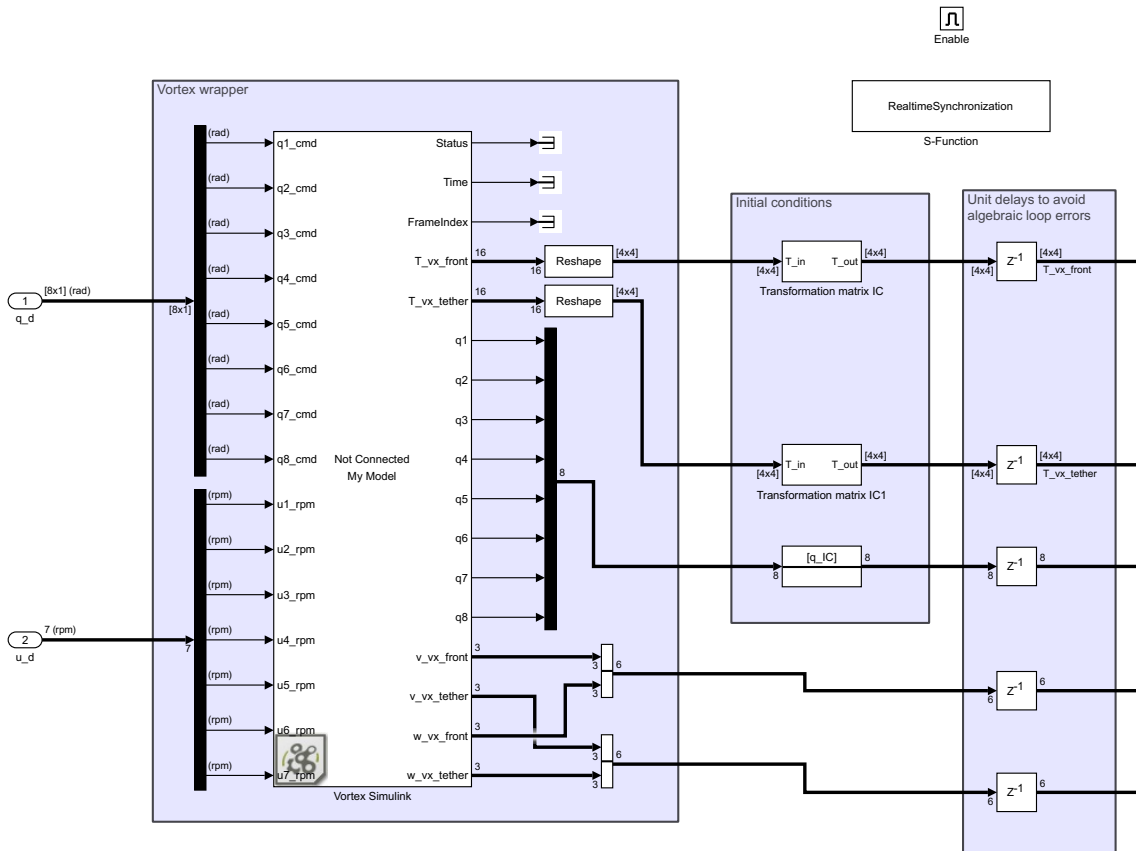 Enable
RealtimeSynchronization
S-Function
Vortex wrapper
1
q_d
[8x1] (rad)
[8x1]
(rad)
(rad)
(rad)
(rad)
(rad)
(rad)
(rad)
(rad)
2
u_d
7 (rpm)
7
(rpm)
(rpm)
(rpm)
(rpm)
(rpm)
(rpm)
(rpm)
q1_cmd
q2_cmd
q3_cmd
q4_cmd
q5_cmd
q6_cmd
q7_cmd
q8_cmd
u1_rpm
u2_rpm
u3_rpm
u4_rpm
u5_rpm
u6_rpm
u7_rpm
Not Connected
My Model
Vortex Simulink
Status
Time
FrameIndex
T_vx_front
T_vx_tether
q1
q2
q3
q4
q5
q6
q7
q8
v_vx_front
v_vx_tether
w_vx_front
w_vx_tether
16
16
Reshape
[4x4]
16
16
Reshape
[4x4]
8
3
3
3
3
3
3
6
3
3
6
Initial conditions
[4x4]
T_in
T_out
[4x4]
Transformation matrix IC
[4x4]
T_in
T_out
[4x4]
Transformation matrix IC1
8
[q_IC]
8
Unit delays to avoid
algebraic loop errors
[4x4]
z-1
[4x4]
T_vx_front
[4x4]
z-1
[4x4]
T_vx_tether
8
z-1
8
6
z-1
6
6
z-1
6